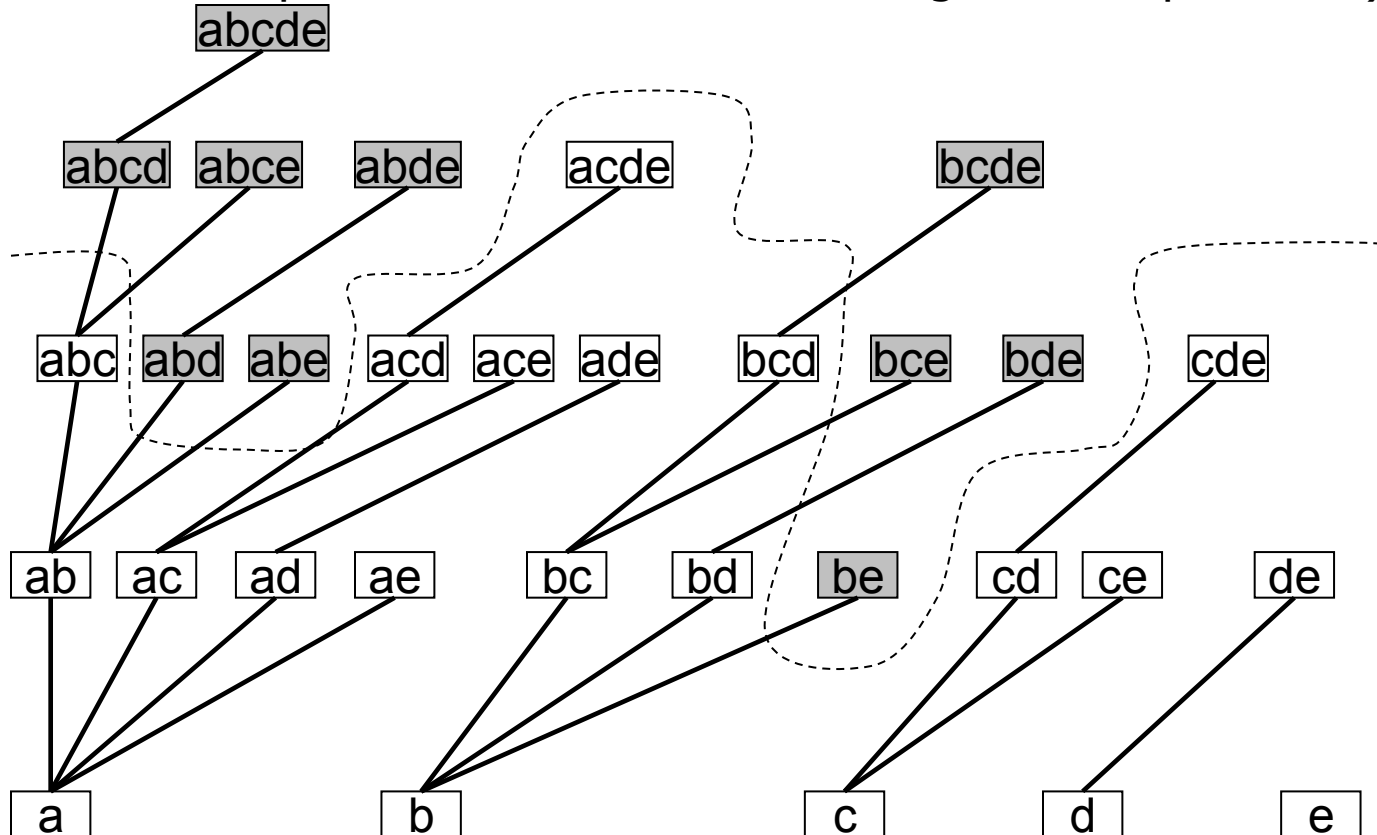 abcde
abcd abce abde acde bcde
abc abd abe acd ace ade bcd bce bde cde
ab ac ad ae bc bd be cd ce de
a b c d e